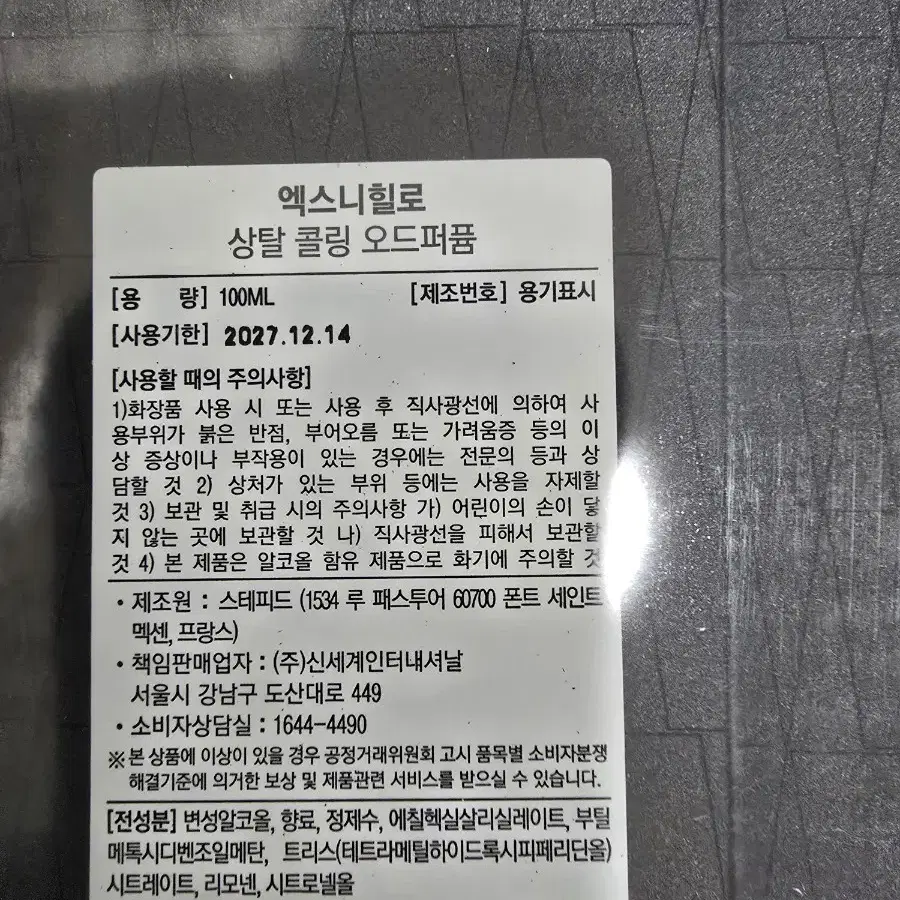 엑스니힐로
상탈 콜링 오드퍼퓸
[용 량] 100ML [제조번호] 용기표시
[사용기한] 2027.12.14
[사용할 때의 주의사항]
1)화장품 사용 시 또는 사용 후 직사광선에 의하여 사
용부위가 붉은 반점, 부어오름 또는 가려움증 등의 이
상 증상이나 부작용이 있는 경우에는 전문의 등과 상
담할 것 2) 상처가 있는 부위 등에는 사용을 자제할
것 3) 보관 및 취급 시의 주의사항 가) 어린이의 손이 닿
지 않는 곳에 보관할 것 나) 직사광선을 피해서 보관할
것 4) 본 제품은 알코올 함유 제품으로 화기에 주의할 것
• 제조원 : 스테피드 (1534 루 패스투어 60700 폰트 세인트
멕센, 프랑스)
• 책임판매업자 : (주)신세계인터내셔날
서울시 강남구 도산대로 449
• 소비자상담실 : 1644-4490
※ 본 상품에 이상이 있을 경우 공정거래위원회 고시 품목별 소비자분쟁
해결기준에 의거한 보상 및 제품관련 서비스를 받으실 수 있습니다.
[전성분] 변성알코올, 향료, 정제수, 에칠헥실살리실레이트, 부틸
메톡시디벤조일메탄, 트리스(테트라메틸하이드록시피페리딘올)
시트레이트, 리모넨, 시트로넬올